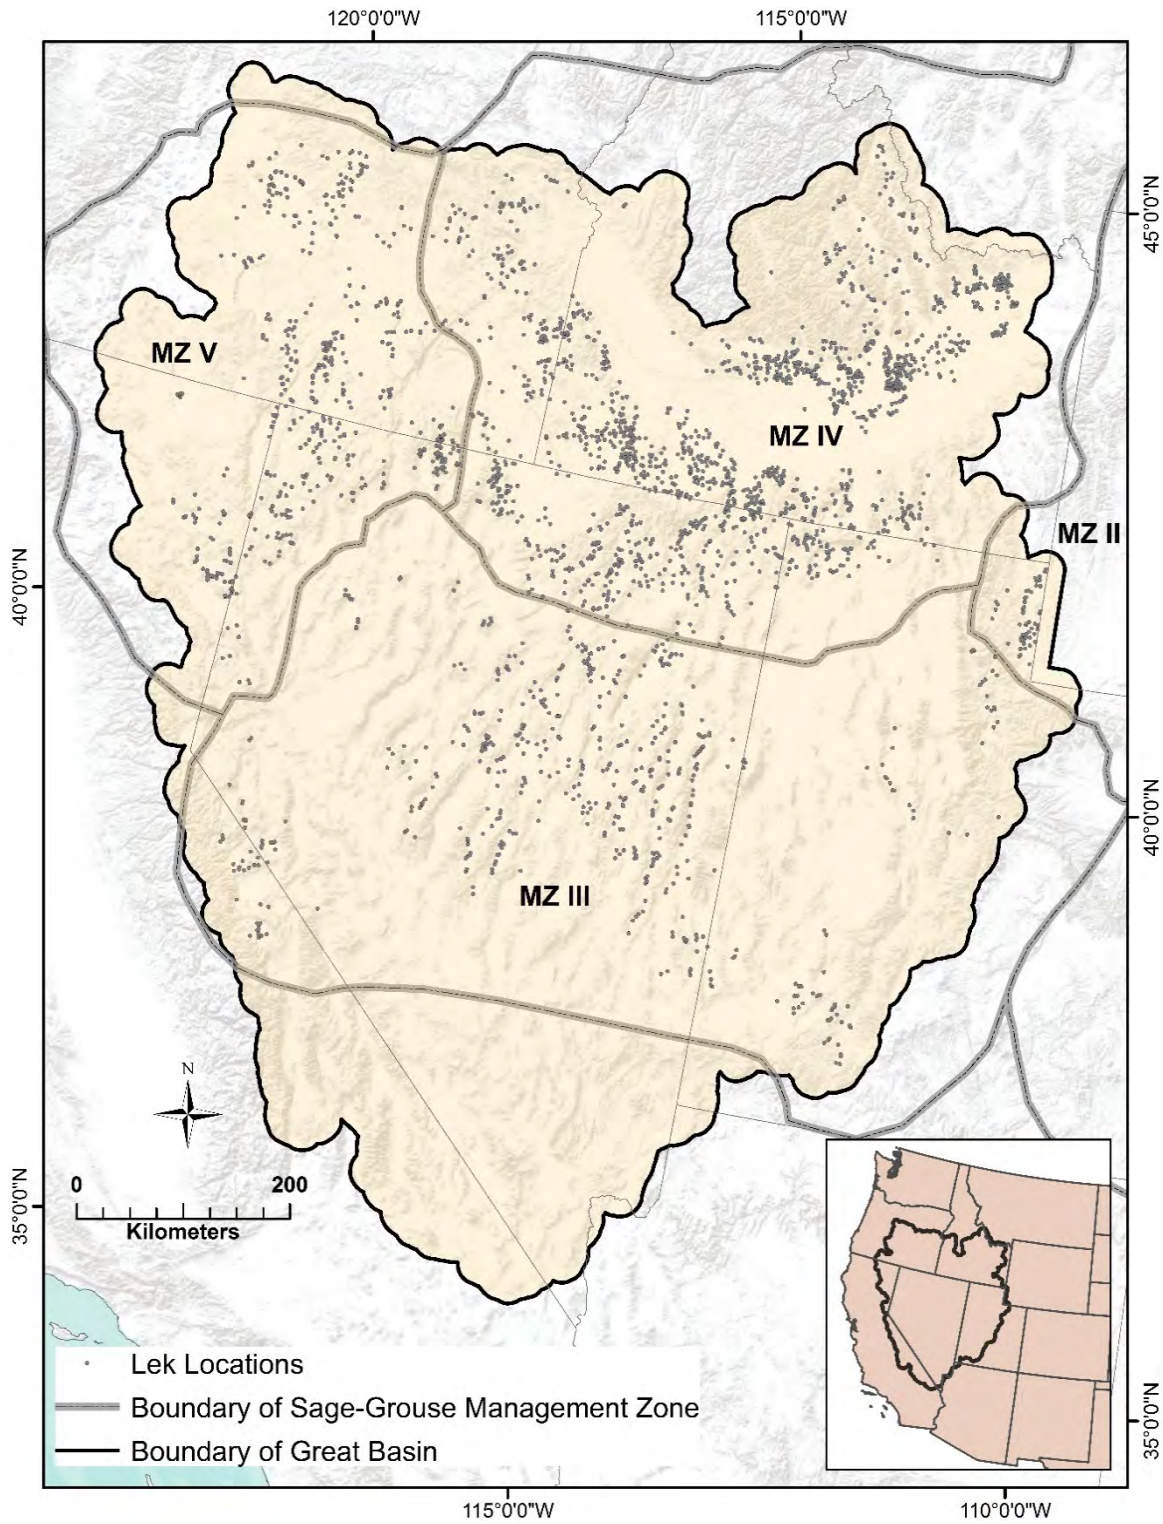 120°0'0"W 115°0'0"W
45°0'0"N
MZ V
MZ IV
MZ II
40°0'0"N
40°0'0"N
MZ III
N
0 200
Kilometers
35°0'0"N
Lek Locations
Boundary of Sage-Grouse Management Zone
Boundary of Great Basin
35°0'0"N
115°0'0"W 110°0'0"W